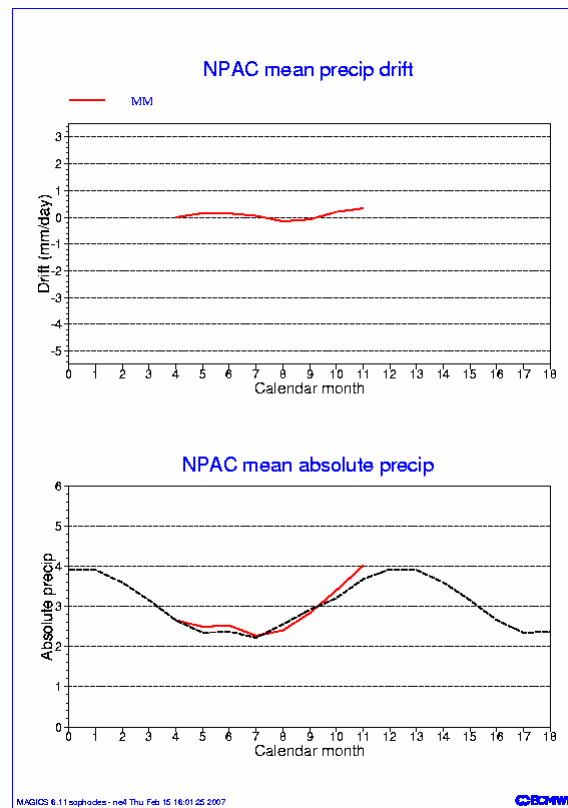 NPAC mean precip drift
MM
3
2
1
0
-1
-2
-3
-4
-5
Drift (mm/day)
0 1 2 3 4 5 6 7 8 9 10 11 12 13 14 15 16 17 18
Calendar month
NPAC mean absolute precip
6
5
4
3
2
1
0
Absolute precip
0 1 2 3 4 5 6 7 8 9 10 11 12 13 14 15 16 17 18
Calendar month
MAGICS 6.11 sophocles - ne4 Thu Feb 15 16:01:25 2007
ECMWF